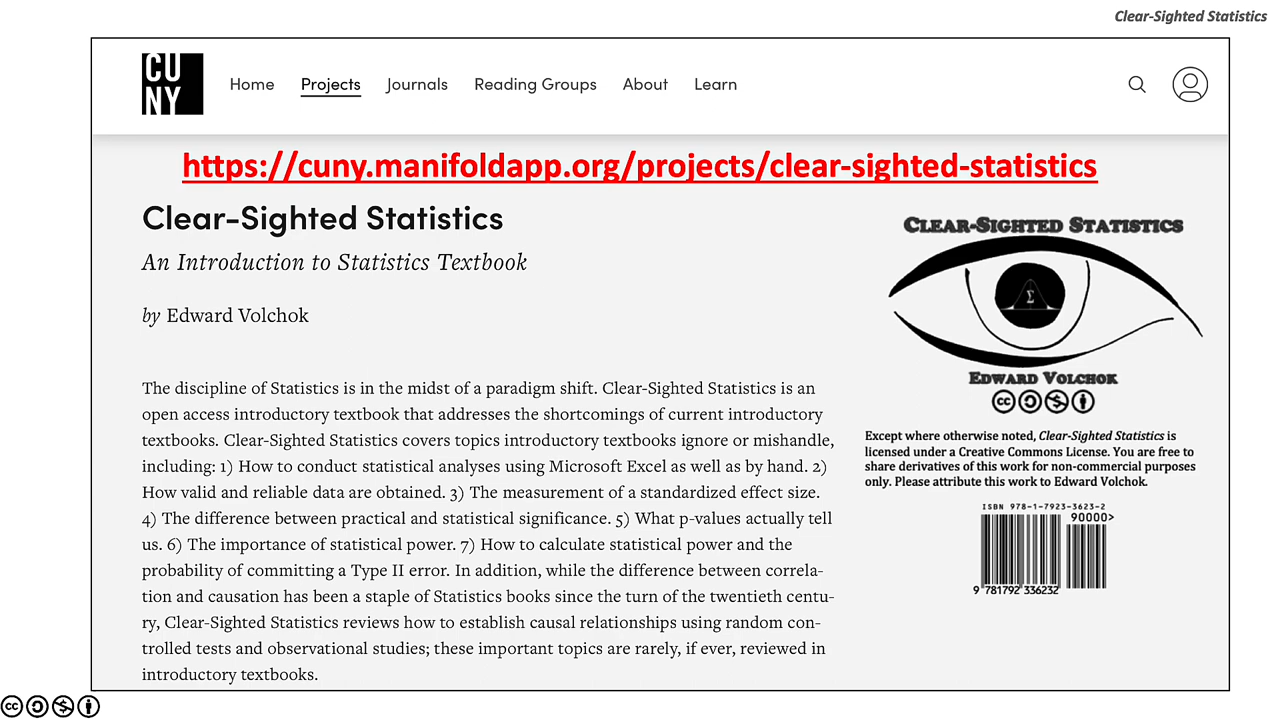 Clear-Sighted Statistics
CU
NY
Home Projects Journals Reading Groups About Learn
https://cuny.manifoldapp.org/projects/clear-sighted-statistics
Clear-Sighted Statistics
An Introduction to Statistics Textbook
by Edward Volchok
The discipline of Statistics is in the midst of a paradigm shift. Clear-Sighted Statistics is an
open access introductory textbook that addresses the shortcomings of current introductory
textbooks. Clear-Sighted Statistics covers topics introductory textbooks ignore or mishandle,
including: 1) How to conduct statistical analyses using Microsoft Excel as well as by hand. 2)
How valid and reliable data are obtained. 3) The measurement of a standardized effect size.
4) The difference between practical and statistical significance. 5) What p-values actually tell
us. 6) The importance of statistical power. 7) How to calculate statistical power and the
probability of committing a Type II error. In addition, while the difference between correla-
tion and causation has been a staple of Statistics books since the turn of the twentieth centu-
ry, Clear-Sighted Statistics reviews how to establish causal relationships using random con-
trolled tests and observational studies; these important topics are rarely, if ever, reviewed in
introductory textbooks.
CLEAR-SIGHTED STATISTICS
Σ
EDWARD VOLCHOK
cc
Except where otherwise noted, Clear-Sighted Statistics is
licensed under a Creative Commons License. You are free to
share derivatives of this work for non-commercial purposes
only. Please attribute this work to Edward Volchok.
ISBN 978-1-7923-3623-2
90000>
9 781792 336232
cc